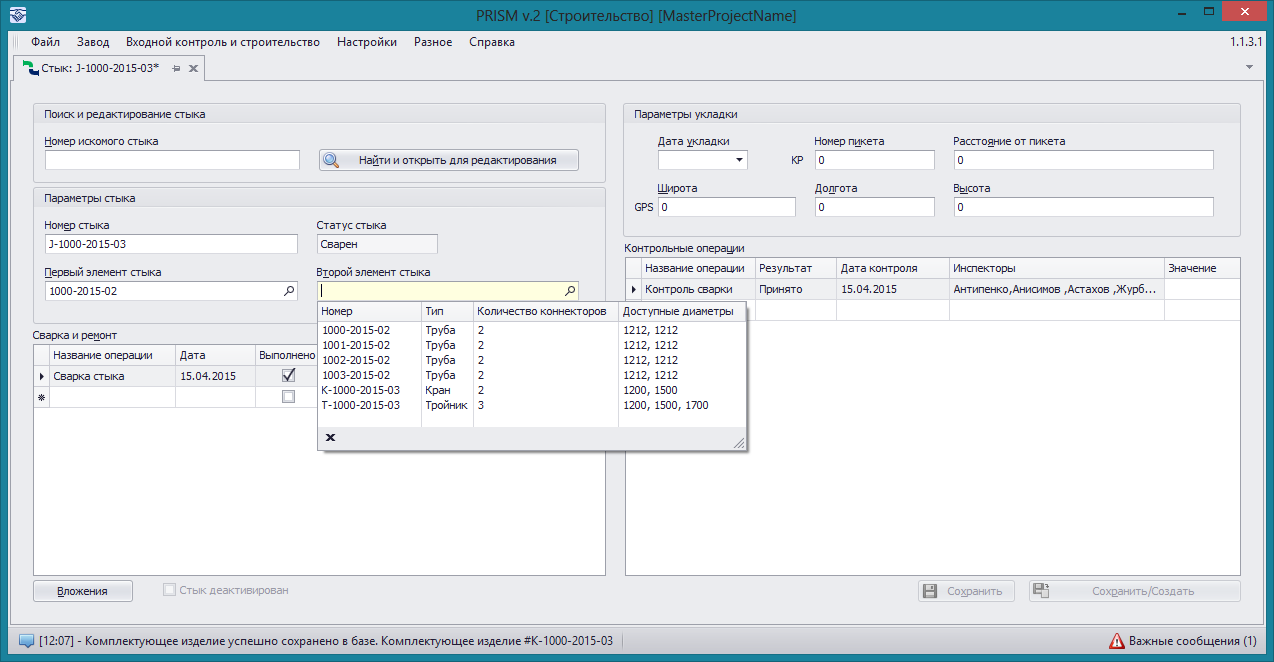 PRISM v.2 [Строительство] [MasterProjectName]
Файл Завод Входной контроль и строительство Настройки Разное Справка 1.1.3.1
Стык: J-1000-2015-03*
Поиск и редактирование стыка
Номер искомого стыка
Найти и открыть для редактирования
Параметры стыка
Номер стыка Статус стыка
J-1000-2015-03 Сварен
Первый элемент стыка Второй элемент стыка
1000-2015-02
Номер Тип Количество коннекторов Доступные диаметры
1000-2015-02 Труба 2 1212, 1212
1001-2015-02 Труба 2 1212, 1212
1002-2015-02 Труба 2 1212, 1212
1003-2015-02 Труба 2 1212, 1212
К-1000-2015-03 Кран 2 1200, 1500
Т-1000-2015-03 Тройник 3 1200, 1500, 1700
Сварка и ремонт
Название операции Дата Выполнено
Сварка стыка 15.04.2015
Параметры укладки
Дата укладки Номер пикета Расстояние от пикета
КР 0 0
Широта Долгота Высота
GPS 0 0 0
Контрольные операции
Название операции Результат Дата контроля Инспекторы Значение
Контроль сварки Принято 15.04.2015 Антипенко,Анисимов ,Астахов ,Журб...
Вложения Стык деактивирован Сохранить Сохранить/Создать
[12:07] - Комплектующее изделие успешно сохранено в базе. Комплектующее изделие #К-1000-2015-03 Важные сообщения (1)